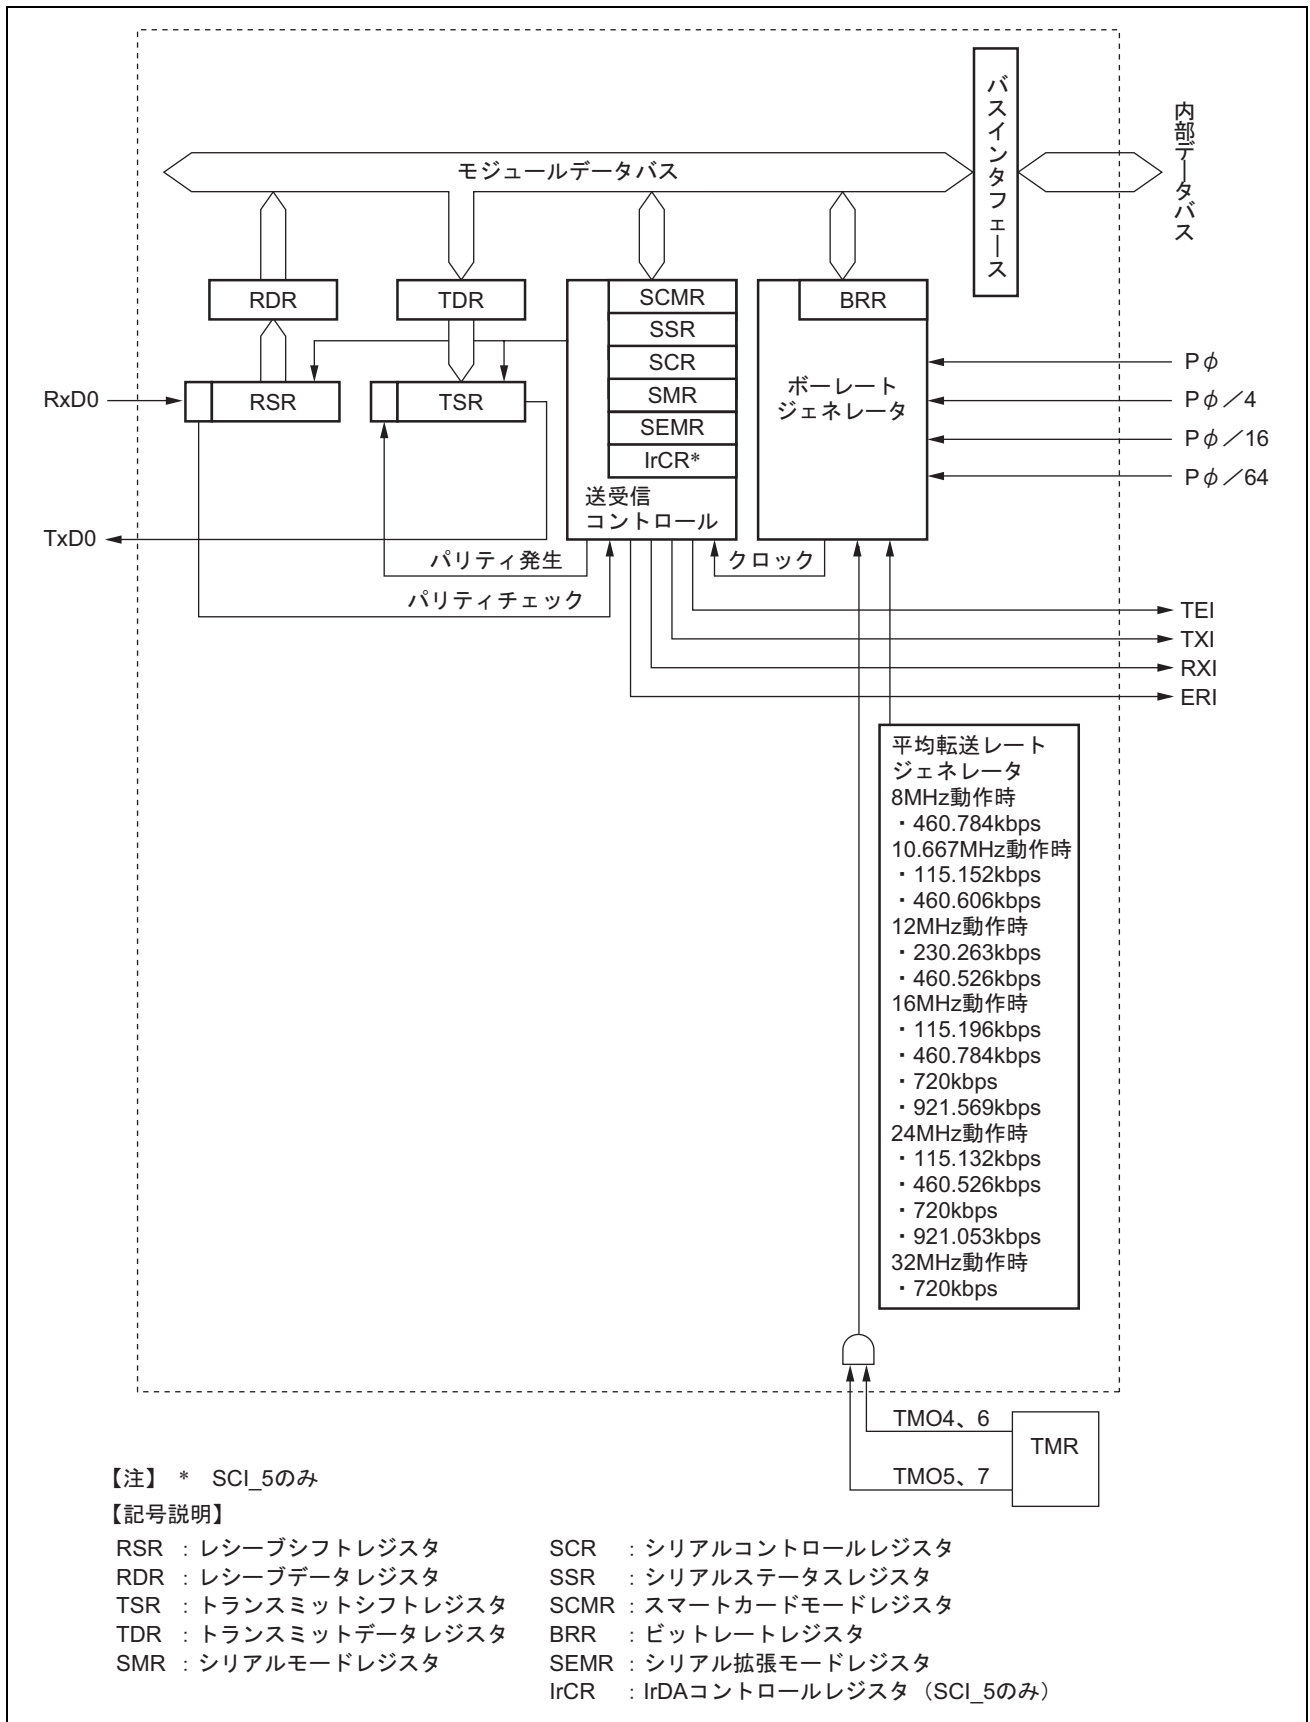 バスインタフェース
内部データバス
モジュールデータバス
RDR
TDR
SCMR
BRR
SSR
SCR
SMR
SEMR
IrCR*
RSR
TSR
RxD0
TxD0
ボーレート
ジェネレータ
Pφ
Pφ／4
Pφ／16
Pφ／64
送受信
コントロール
パリティ発生
クロック
パリティチェック
TEI
TXI
RXI
ERI
平均転送レート
ジェネレータ
8MHz動作時
・460.784kbps
10.667MHz動作時
・115.152kbps
・460.606kbps
12MHz動作時
・230.263kbps
・460.526kbps
16MHz動作時
・115.196kbps
・460.784kbps
・720kbps
・921.569kbps
24MHz動作時
・115.132kbps
・460.526kbps
・720kbps
・921.053kbps
32MHz動作時
・720kbps
TMO4、6
TMR
TMO5、7
【注】 * SCI_5のみ
【記号説明】
RSR : レシーブシフトレジスタ
RDR : レシーブデータレジスタ
TSR : トランスミットシフトレジスタ
TDR : トランスミットデータレジスタ
SMR : シリアルモードレジスタ
SCR : シリアルコントロールレジスタ
SSR : シリアルステータスレジスタ
SCMR : スマートカードモードレジスタ
BRR : ビットレートレジスタ
SEMR : シリアル拡張モードレジスタ
IrCR : IrDAコントロールレジスタ（SCI_5のみ）